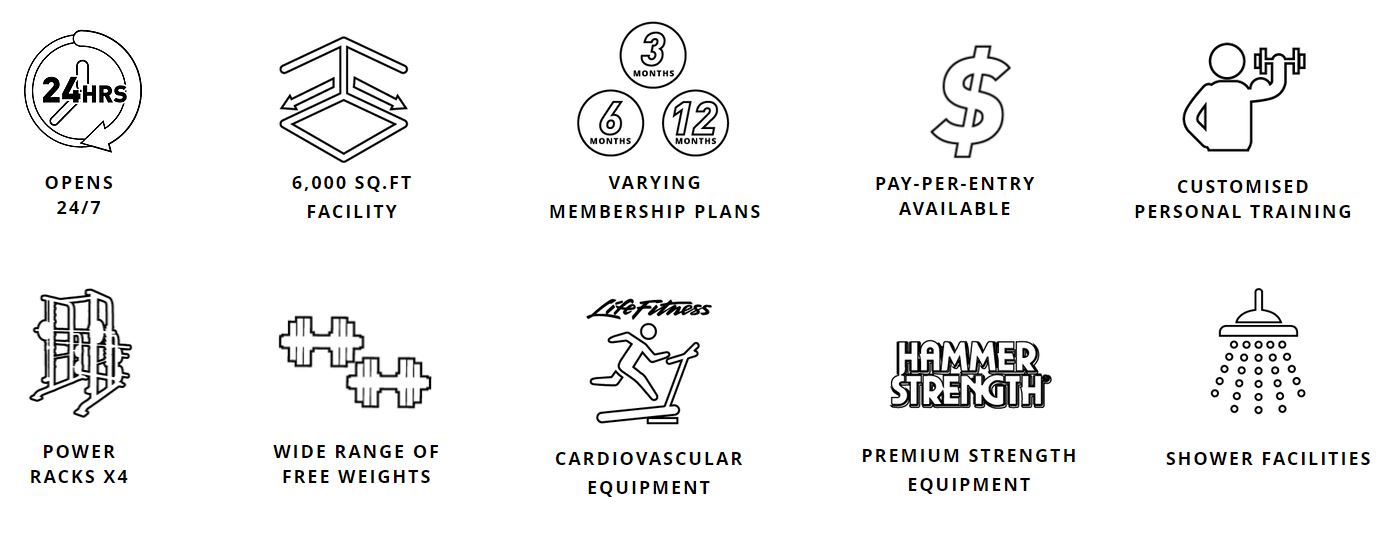 24HRS
OPENS
24/7
6,000 SQ.FT
FACILITY
3
MONTHS
6
MONTHS
12
MONTHS
VARYING
MEMBERSHIP PLANS
$
PAY-PER-ENTRY
AVAILABLE
CUSTOMISED
PERSONAL TRAINING
POWER
RACKS X4
WIDE RANGE OF
FREE WEIGHTS
LifeFitness
CARDIOVASCULAR
EQUIPMENT
HAMMER
STRENGTH®
PREMIUM STRENGTH
EQUIPMENT
SHOWER FACILITIES